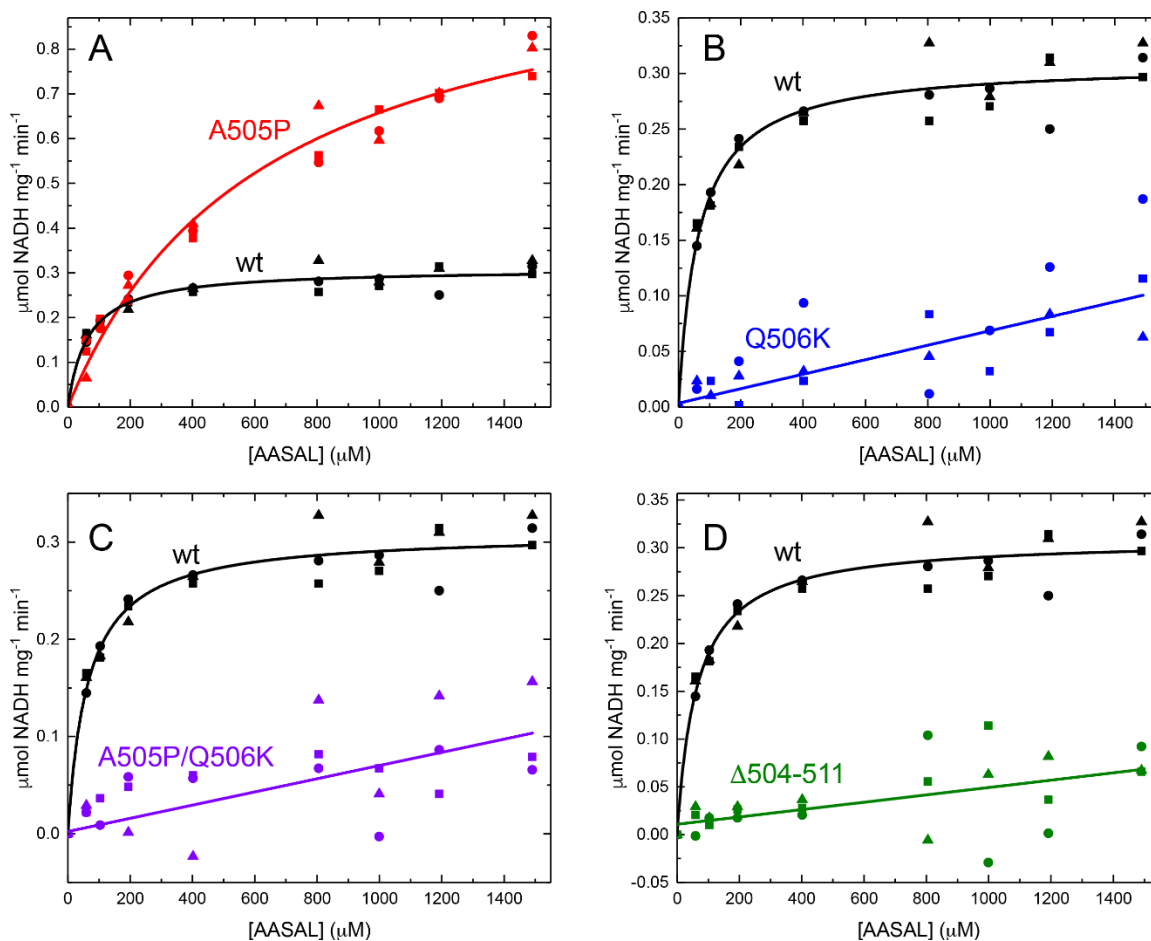 A
0.8
0.7
0.6
0.5
0.4
0.3
0.2
0.1
0.0
μmol NADH mg⁻¹ min⁻¹
A505P
wt
0 200 400 600 800 1000 1200 1400
[AASAL] (μM)
B
0.35
0.30
0.25
0.20
0.15
0.10
0.05
0.00
μmol NADH mg⁻¹ min⁻¹
wt
Q506K
0 200 400 600 800 1000 1200 1400
[AASAL] (μM)
C
0.3
0.2
0.1
0.0
μmol NADH mg⁻¹ min⁻¹
wt
A505P/Q506K
0 200 400 600 800 1000 1200 1400
[AASAL] (μM)
D
0.35
0.30
0.25
0.20
0.15
0.10
0.05
0.00
-0.05
μmol NADH mg⁻¹ min⁻¹
wt
Δ504-511
0 200 400 600 800 1000 1200 1400
[AASAL] (μM)